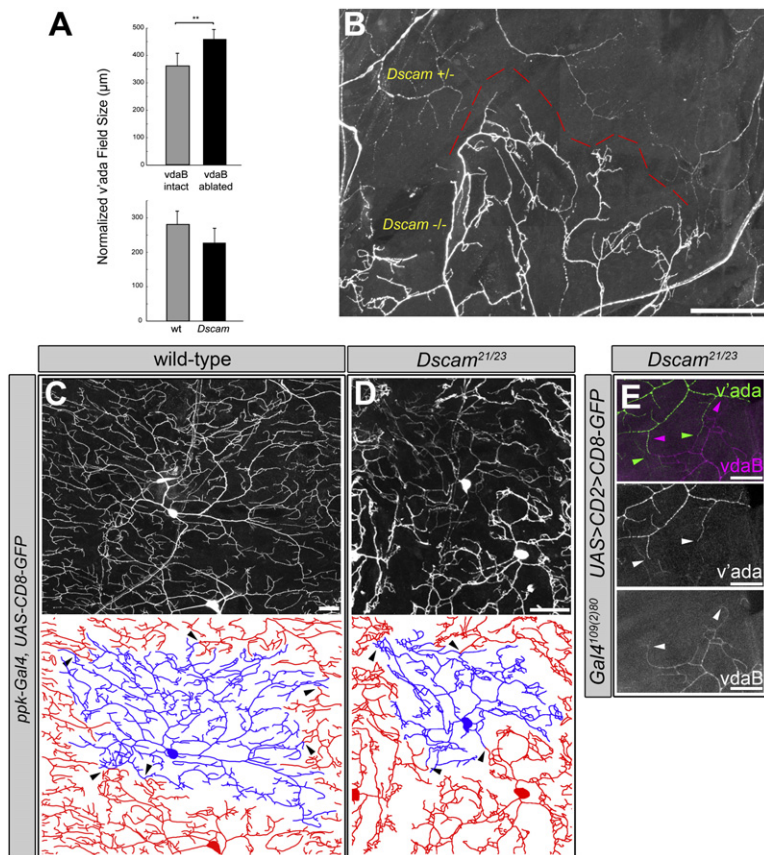 A
**
Normalized v'ada Field Size (µm)
500
400
300
200
100
0
vdaB intact
vdaB ablated
300
200
100
0
wt
Dscam
B
Dscam +/-
Dscam -/-
wild-type
Dscam21/23
Dscam21/23
ppk-Gal4, UAS-CD8-GFP
C
D
Gal4109(2)80 UAS>CD2>CD8-GFP
E
v'ada
vdaB
v'ada
vdaB